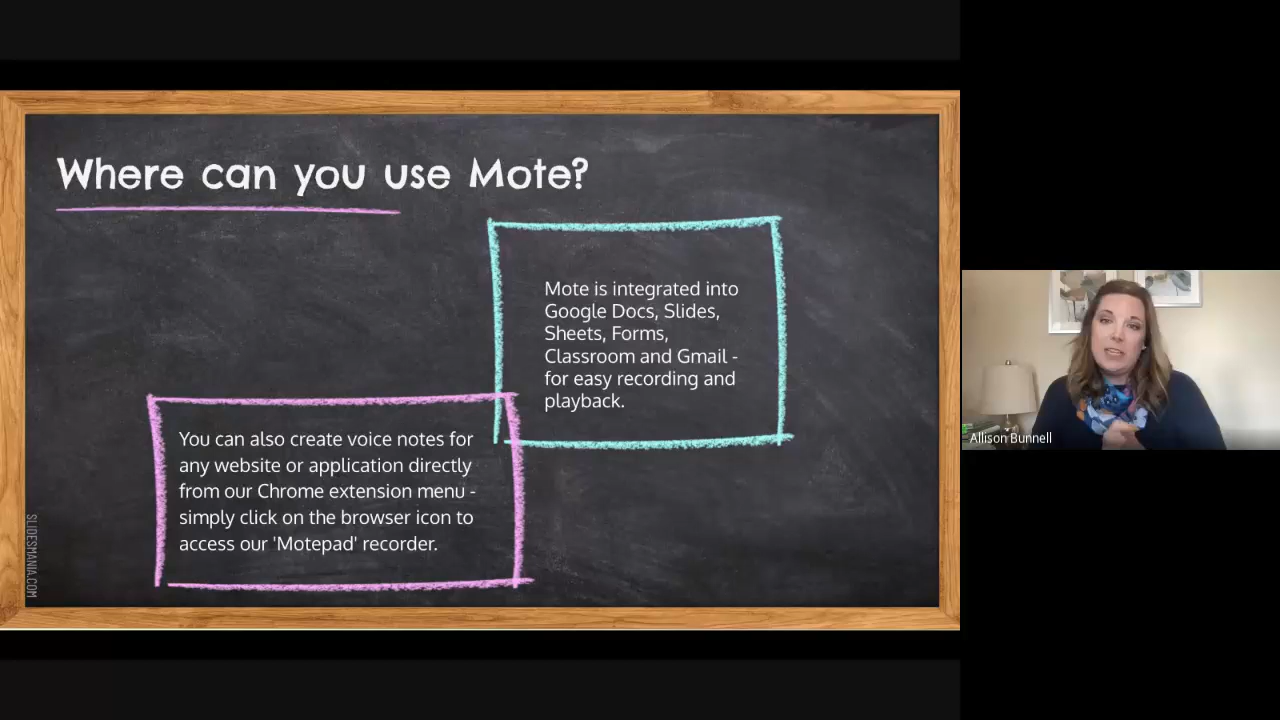 Where can you use Mote?
Mote is integrated into
Google Docs, Slides,
Sheets, Forms,
Classroom and Gmail -
for easy recording and
playback.
You can also create voice notes for
any website or application directly
from our Chrome extension menu -
simply click on the browser icon to
access our 'Motepad' recorder.
SLIDESMANIA.COM
Allison Bunnell